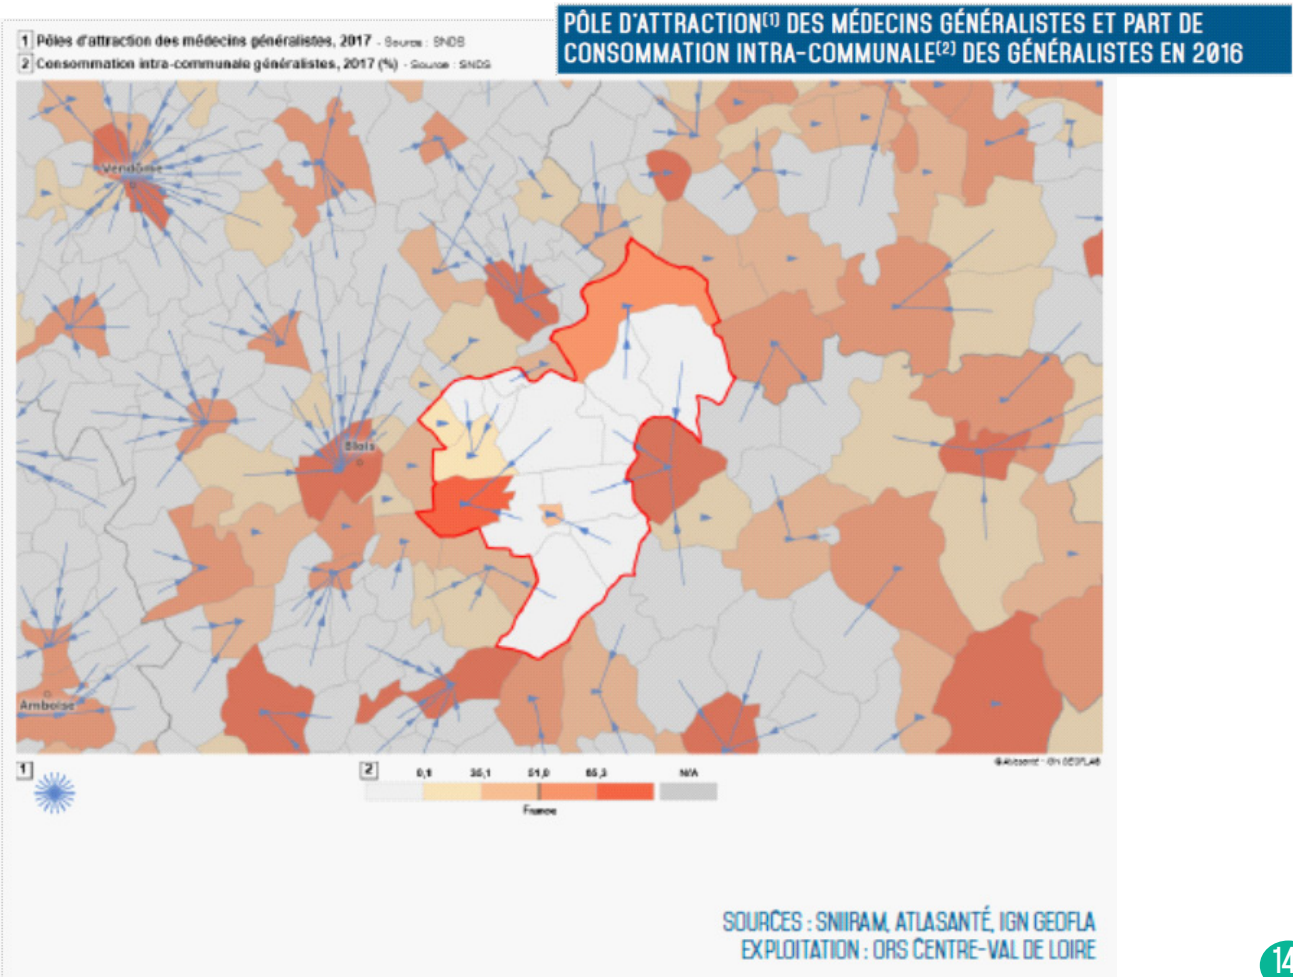 PÔLE D'ATTRACTION(1) DES MÉDECINS GÉNÉRALISTES ET PART DE
CONSOMMATION INTRA-COMMUNALE(2) DES GÉNÉRALISTES EN 2016
1 Pôles d'attraction des médecins généralistes, 2017 - Source : SNDS
2 Consommation intra-communale généralistes, 2017 (%) - Source : SNDS
Vendôme
Blois
Amboise
1
2
0,1 35,1 51,0 65,3 N/A
France
SOURCES : SNIIRAM, ATLASANTÉ, IGN GEOFLA
EXPLOITATION : ORS CENTRE-VAL DE LOIRE
14